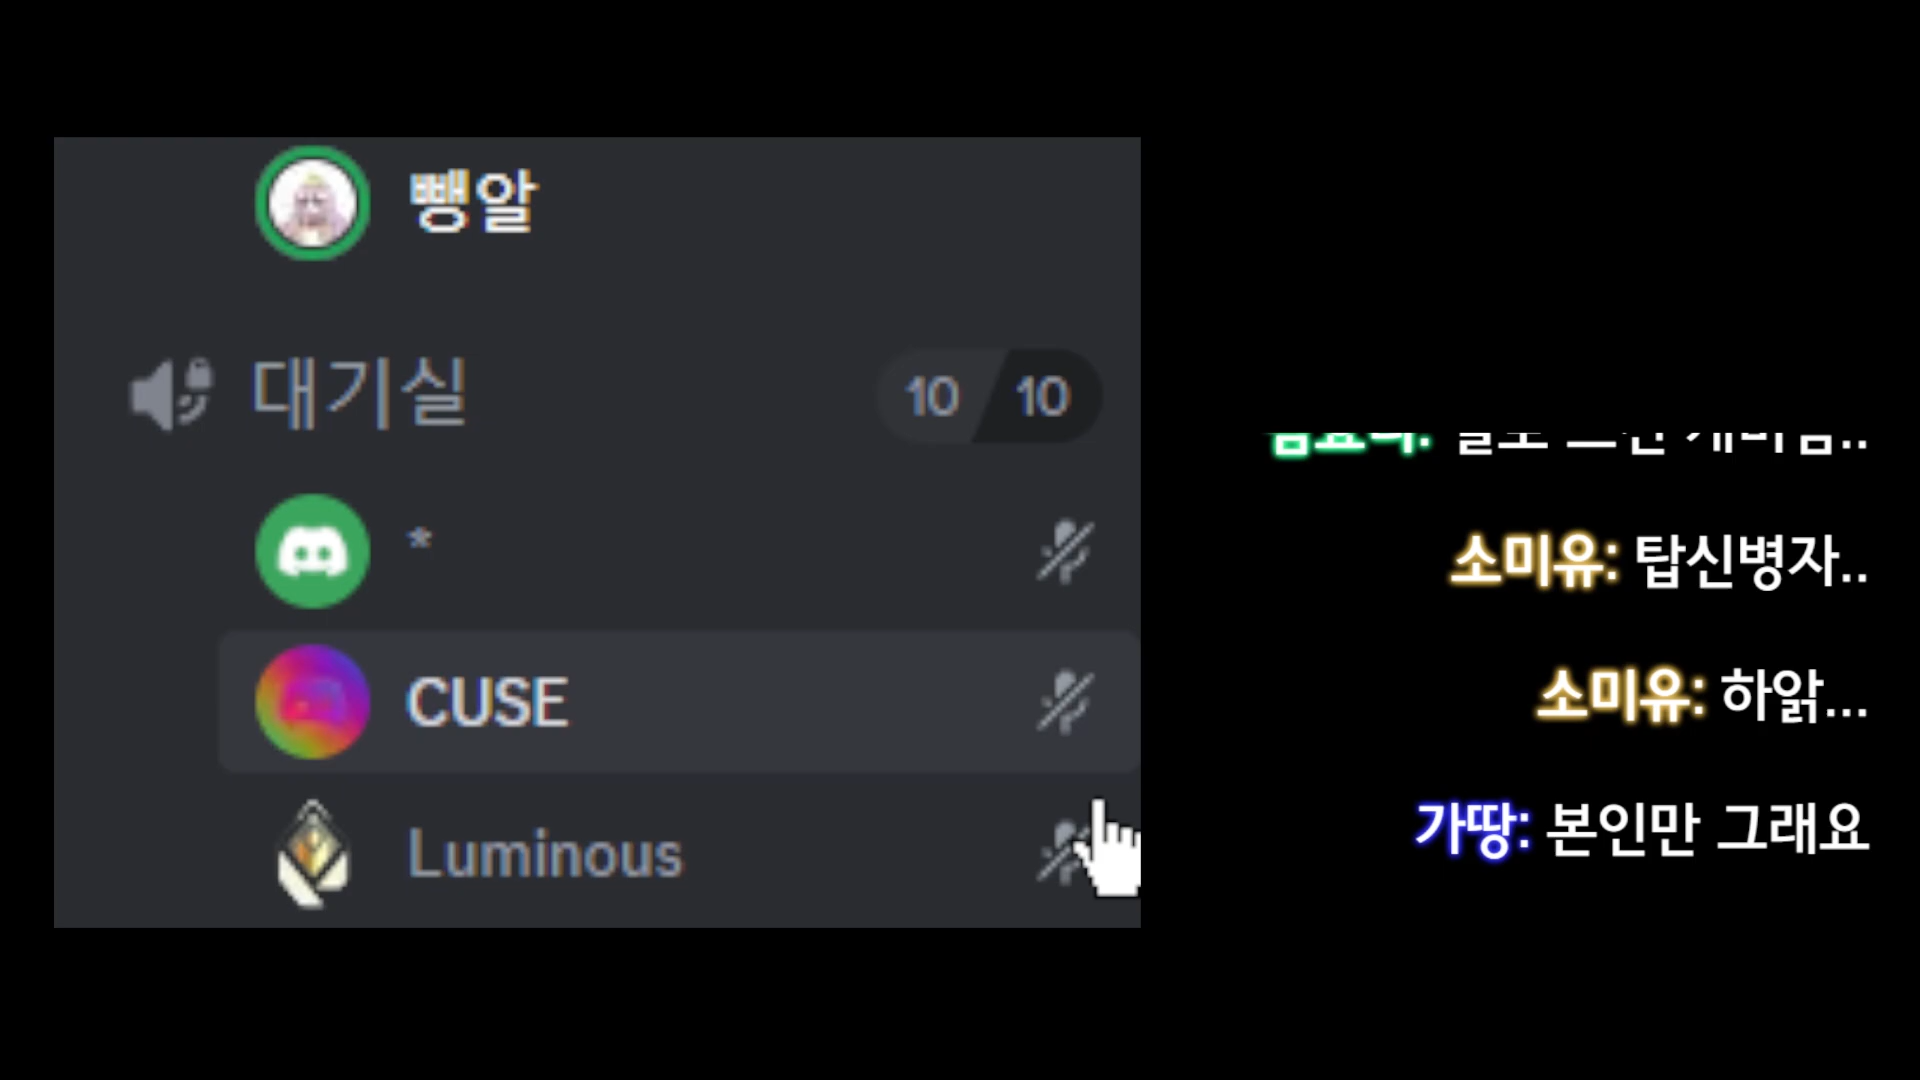 뺑알
대기실 10 10
*
CUSE
Luminous
소미유: 탑신병자..
소미유: 하앍...
가땅: 본인만 그래요